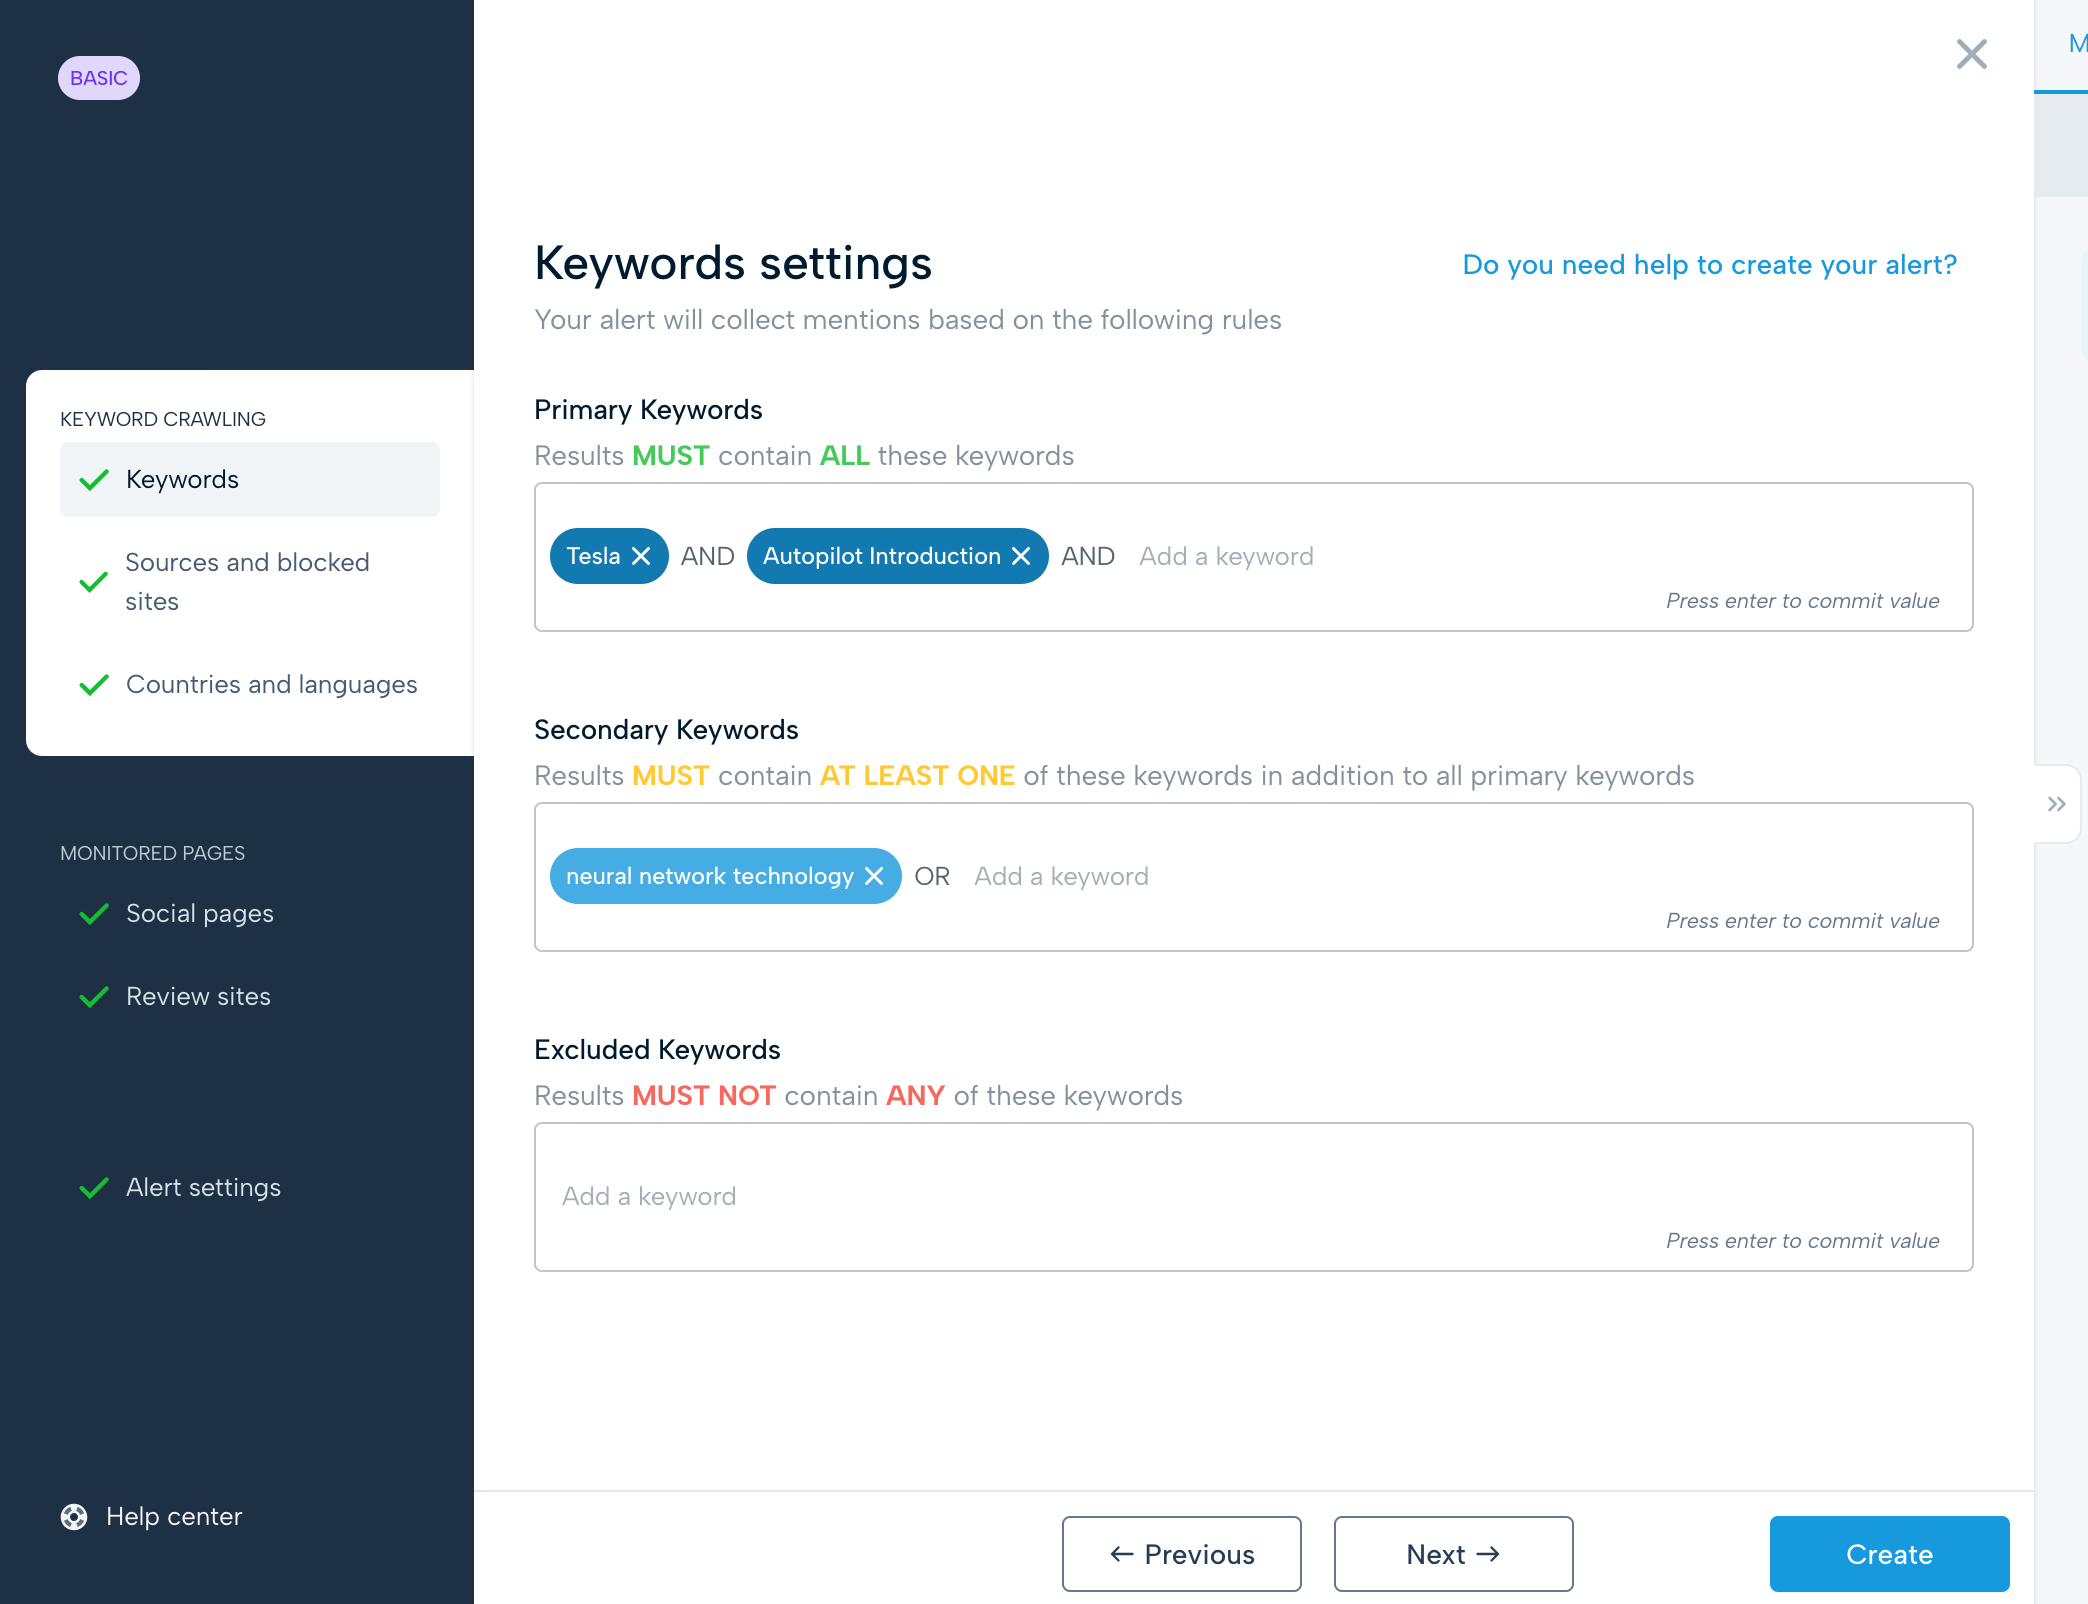 BASIC
KEYWORD CRAWLING
Keywords
Sources and blocked
sites
Countries and languages
MONITORED PAGES
Social pages
Review sites
Alert settings
Help center
Keywords settings
Do you need help to create your alert?
Your alert will collect mentions based on the following rules
Primary Keywords
Results MUST contain ALL these keywords
Tesla AND Autopilot Introduction AND Add a keyword
Press enter to commit value
Secondary Keywords
Results MUST contain AT LEAST ONE of these keywords in addition to all primary keywords
neural network technology OR Add a keyword
Press enter to commit value
Excluded Keywords
Results MUST NOT contain ANY of these keywords
Add a keyword
Press enter to commit value
← Previous
Next →
Create